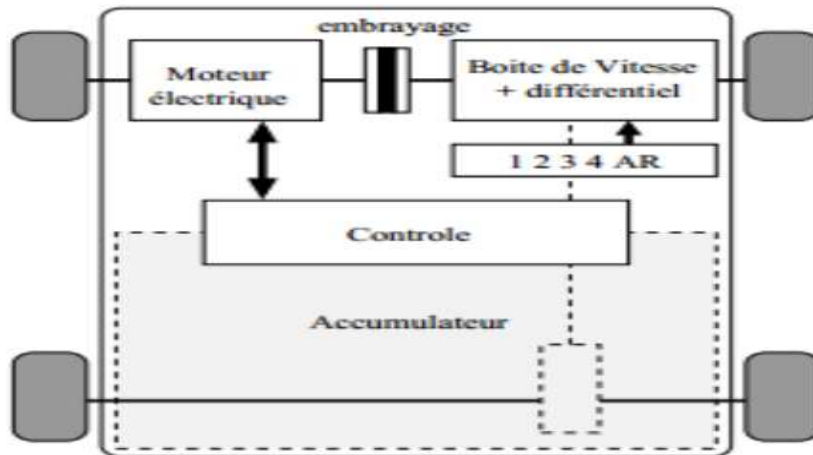 embrayage
Moteur
électrique
Boite de Vitesse
+ différentiel
1 2 3 4 AR
Controle
Accumulateur